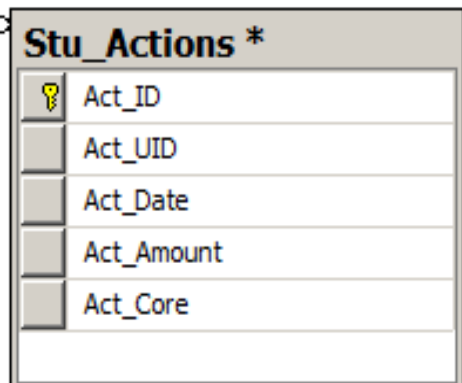 Stu_Actions *
Act_ID
Act_UID
Act_Date
Act_Amount
Act_Core